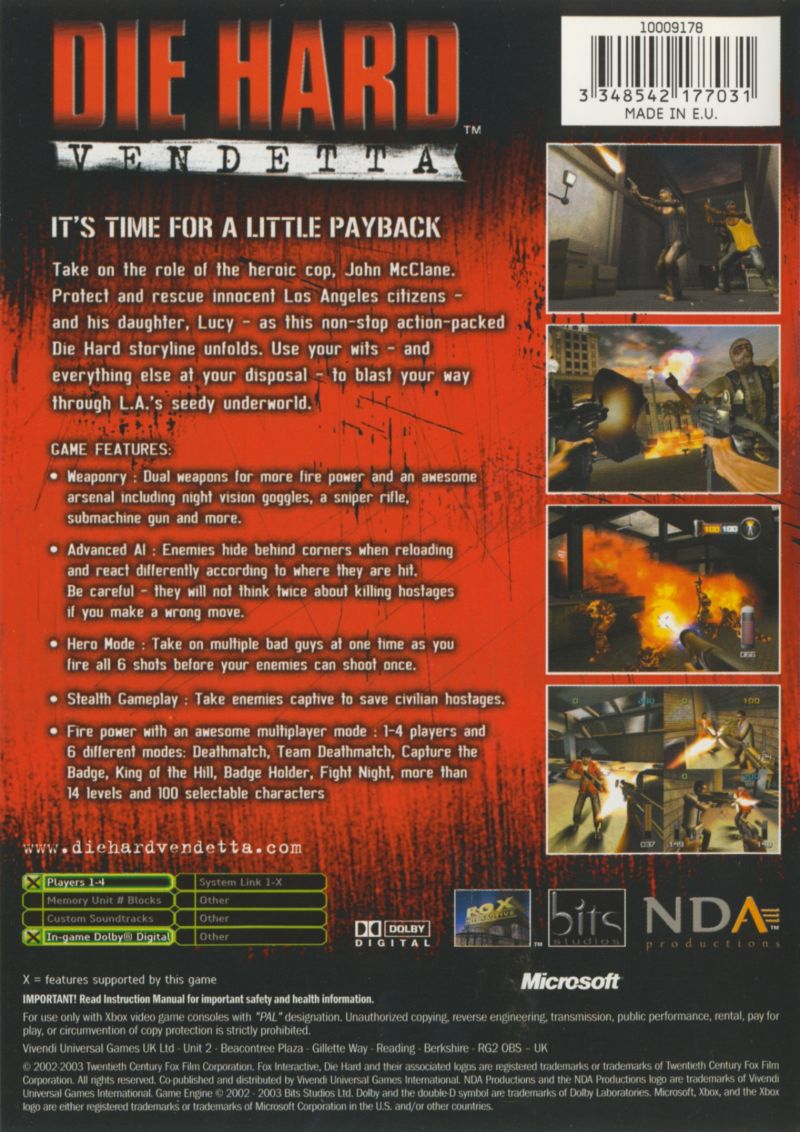 DIE HARD™
VENDETTA
10009178
3 348542 177031
MADE IN E.U.
IT'S TIME FOR A LITTLE PAYBACK
Take on the role of the heroic cop, John McClane.
Protect and rescue innocent Los Angeles citizens –
and his daughter, Lucy – as this non-stop action-packed
Die Hard storyline unfolds. Use your wits – and
everything else at your disposal – to blast your way
through L.A.'s seedy underworld.
GAME FEATURES:
• Weaponry : Dual weapons for more fire power and an awesome
arsenal including night vision goggles, a sniper rifle,
submachine gun and more.
• Advanced AI : Enemies hide behind corners when reloading
and react differently according to where they are hit.
Be careful – they will not think twice about killing hostages
if you make a wrong move.
• Hero Mode : Take on multiple bad guys at one time as you
fire all 6 shots before your enemies can shoot once.
• Stealth Gameplay : Take enemies captive to save civilian hostages.
• Fire power with an awesome multiplayer mode : 1-4 players and
6 different modes: Deathmatch, Team Deathmatch, Capture the
Badge, King of the Hill, Badge Holder, Fight Night, more than
14 levels and 100 selectable characters
100 100
066
0 200 0 100
0 200
037 149 149
www.diehardvendetta.com
X Players 1-4 System Link 1-X
Memory Unit # Blocks Other
Custom Soundtracks Other
X In-game Dolby® Digital Other
DOLBY
DIGITAL
FOX
INTERACTIVE
™
bits
studios
NDA™
productions
X = features supported by this game
Microsoft
IMPORTANT! Read Instruction Manual for important safety and health information.
For use only with Xbox video game consoles with "PAL" designation. Unauthorized copying, reverse engineering, transmission, public performance, rental, pay for
play, or circumvention of copy protection is strictly prohibited.
Vivendi Universal Games UK Ltd - Unit 2 - Beacontree Plaza - Gillette Way - Reading - Berkshire - RG2 0BS – UK
© 2002-2003 Twentieth Century Fox Film Corporation. Fox Interactive, Die Hard and their associated logos are registered trademarks or trademarks of Twentieth Century Fox Film
Corporation. All rights reserved. Co-published and distributed by Vivendi Universal Games International. NDA Productions and the NDA Productions logo are trademarks of Vivendi
Universal Games International. Game Engine © 2002 - 2003 Bits Studios Ltd. Dolby and the double-D symbol are trademarks of Dolby Laboratories. Microsoft, Xbox, and the Xbox
logo are either registered trademarks or trademarks of Microsoft Corporation in the U.S. and/or other countries.